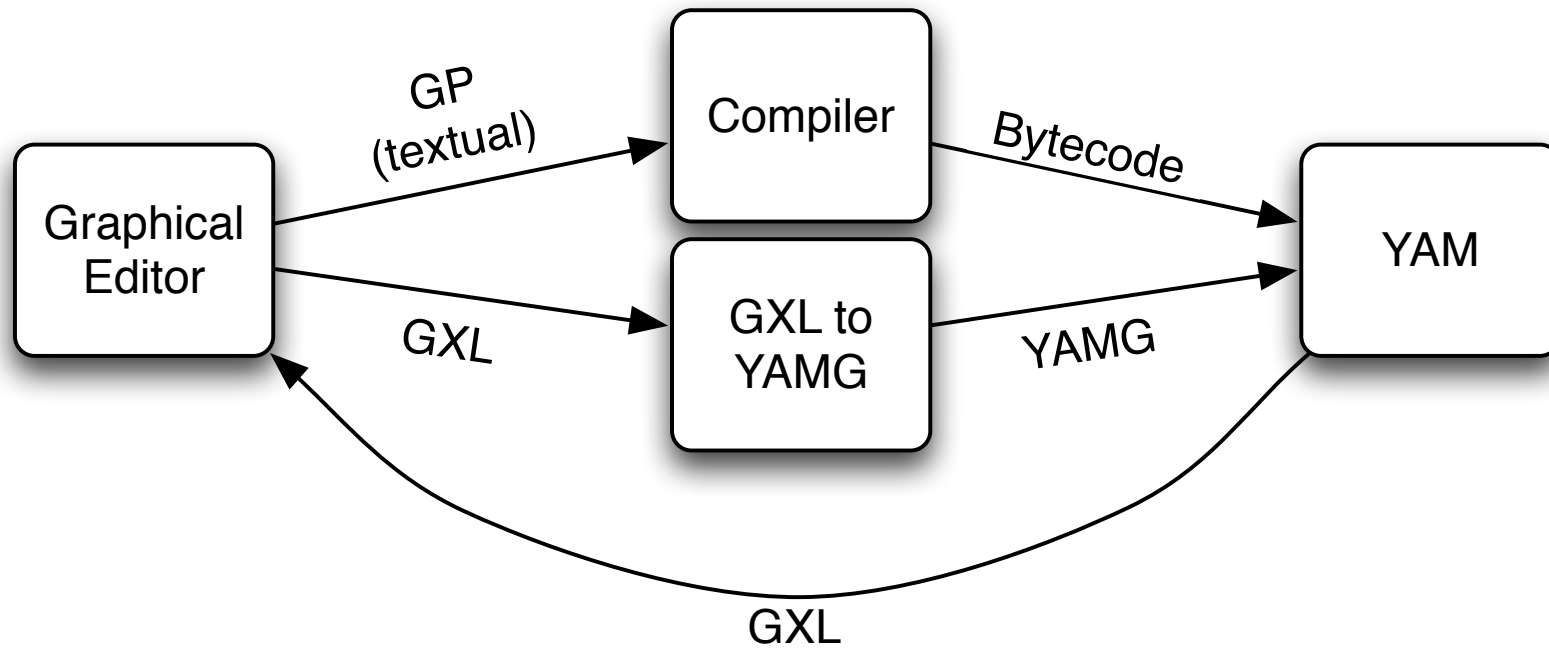 GP
(textual)
Compiler
Bytecode
Graphical
Editor
YAM
GXL
GXL to
YAMG
YAMG
GXL